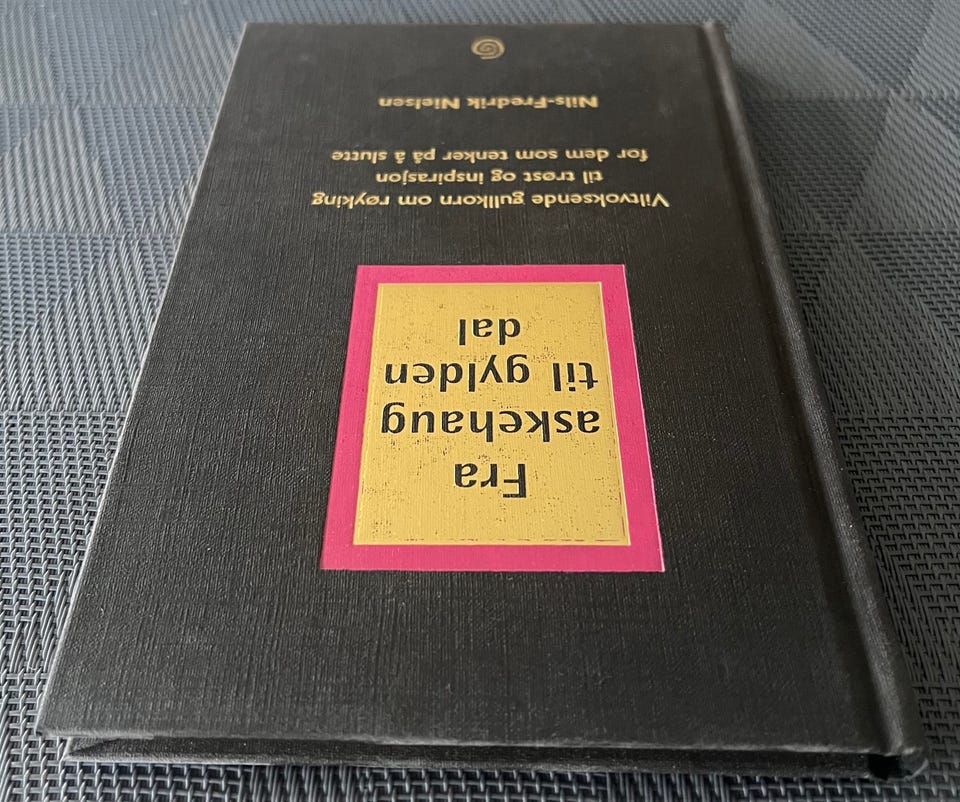 Fra
askehaug
til gylden
dal
Viltvoksende gullkorn om røyking
til trøst og inspirasjon
for dem som tenker på å slutte
Nils-Fredrik Nielsen